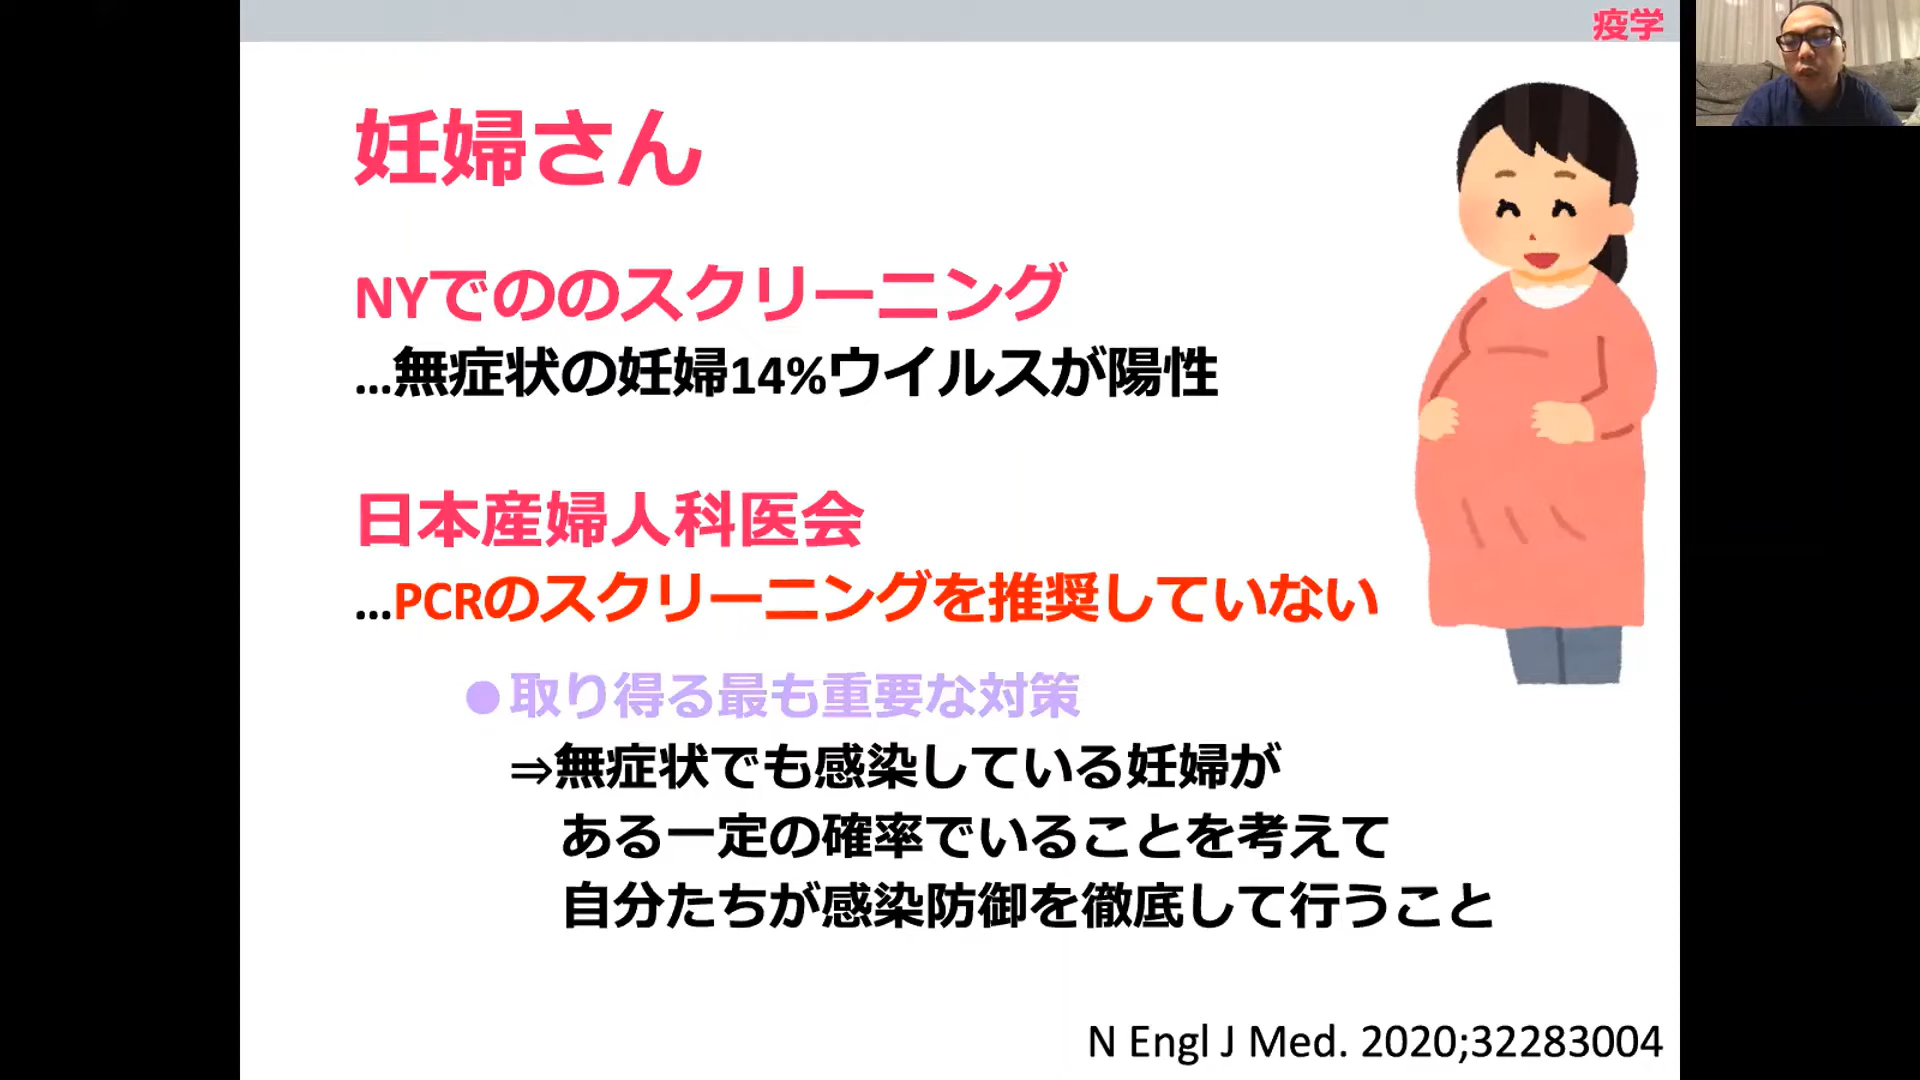 疫学
妊婦さん
NYでののスクリーニング
…無症状の妊婦14%ウイルスが陽性
日本産婦人科医会
…PCRのスクリーニングを推奨していない
●取り得る最も重要な対策
⇒無症状でも感染している妊婦が
ある一定の確率でいることを考えて
自分たちが感染防御を徹底して行うこと
N Engl J Med. 2020;32283004